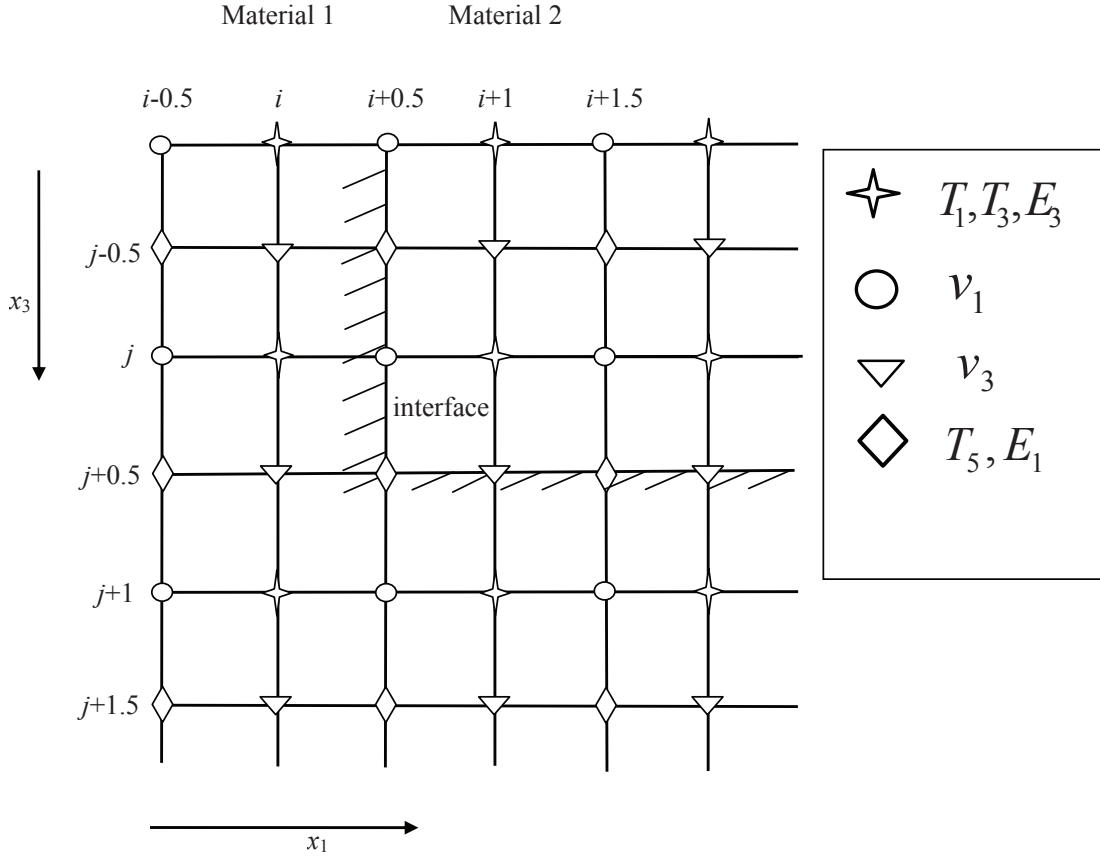 Material 1 Material 2
i-0.5 i i+0.5 i+1 i+1.5
T₁,T₃,E₃
j-0.5
v₁
x₃
j
v₃
interface
T₅, E₁
j+0.5
j+1
j+1.5
x₁